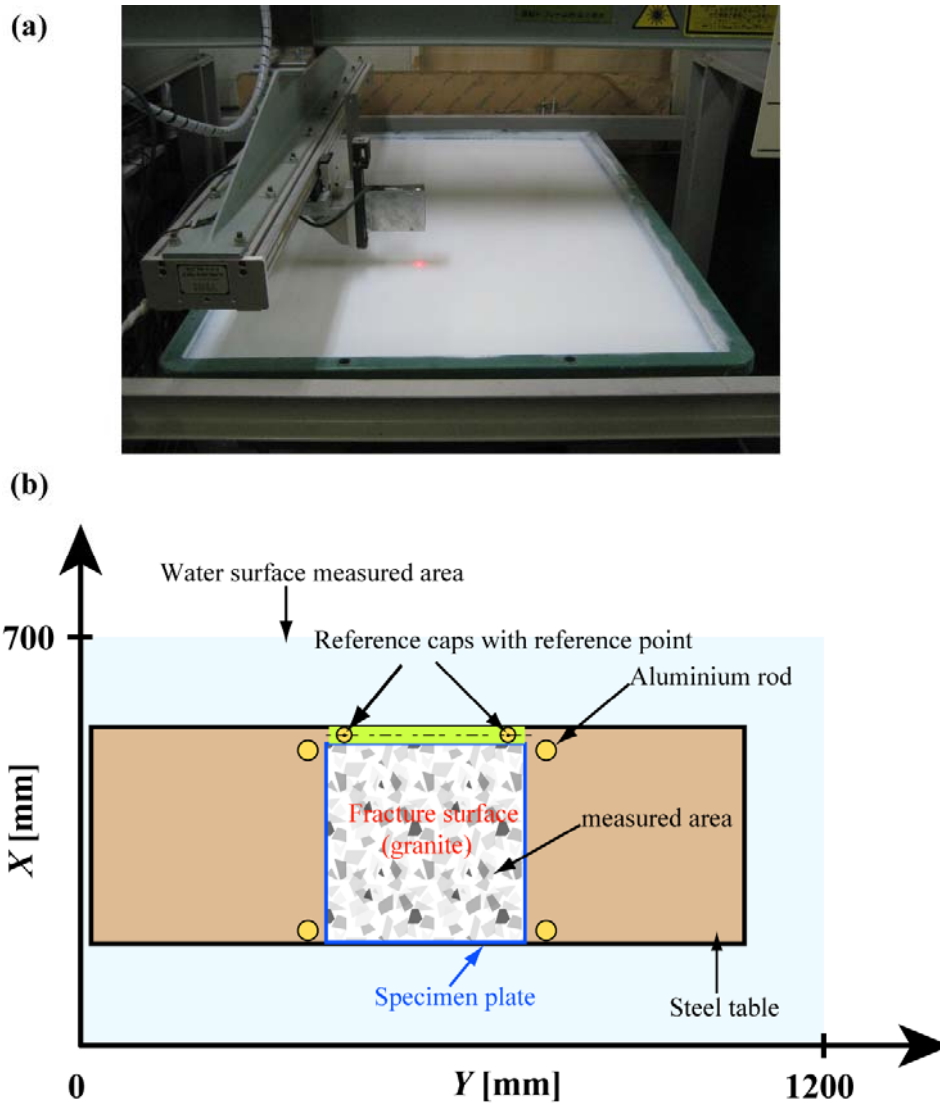 (a)
(b)
Water surface measured area
700
Reference caps with reference point
Aluminium rod
X [mm]
Fracture surface
(granite)
measured area
Specimen plate
Steel table
0
Y [mm]
1200